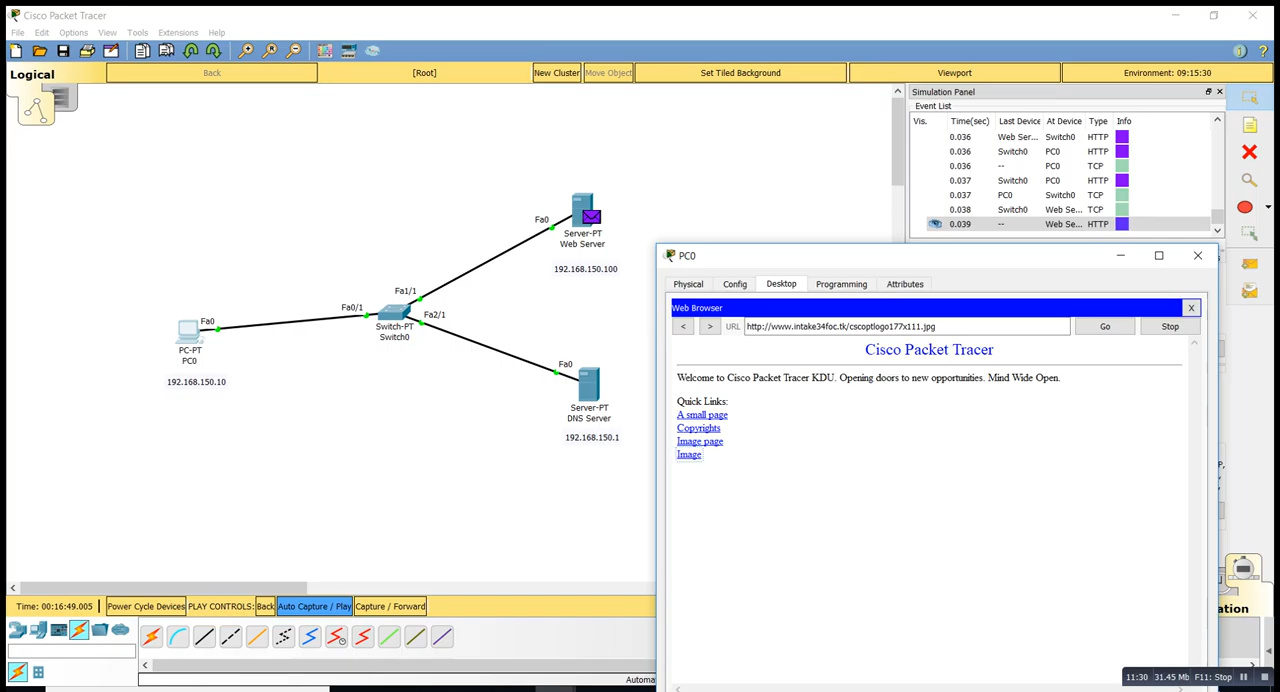 Cisco Packet Tracer
File Edit Options View Tools Extensions Help
1 ?
Logical Back [Root] New Cluster Move Object Set Tiled Background Viewport Environment: 09:15:30
Simulation Panel
Event List
Vis. Time(sec) Last Device At Device Type Info
0.036 Web Ser... Switch0 HTTP
0.036 Switch0 PC0 HTTP
0.036 -- PC0 TCP
0.037 Switch0 PC0 HTTP
0.037 PC0 Switch0 TCP
0.038 Switch0 Web Se... TCP
0.039 -- Web Se... HTTP
Fa0
Server-PT
Web Server
192.168.150.100
Fa1/1
Fa0/1
Fa2/1
Switch-PT
Switch0
Fa0
PC-PT
PC0
192.168.150.10
Fa0
Server-PT
DNS Server
192.168.150.1
PC0
Physical Config Desktop Programming Attributes
Web Browser X
< > URL http://www.intake34foc.tk/cscoptlogo177x111.jpg Go Stop
Cisco Packet Tracer
Welcome to Cisco Packet Tracer KDU. Opening doors to new opportunities. Mind Wide Open.
Quick Links:
A small page
Copyrights
Image page
Image
Time: 00:16:49.005 Power Cycle Devices PLAY CONTROLS: Back Auto Capture / Play Capture / Forward
Automa
11:30 31.45 Mb F11: Stop